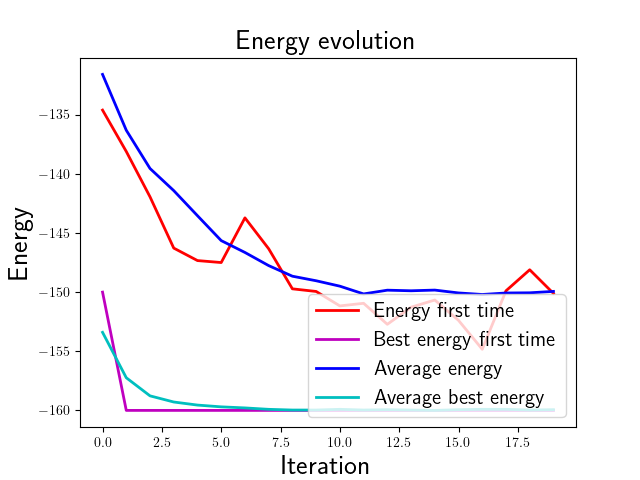 Energy evolution
Energy
−135
−140
−145
−150
−155
−160
Energy first time
Best energy first time
Average energy
Average best energy
0.0 2.5 5.0 7.5 10.0 12.5 15.0 17.5
Iteration